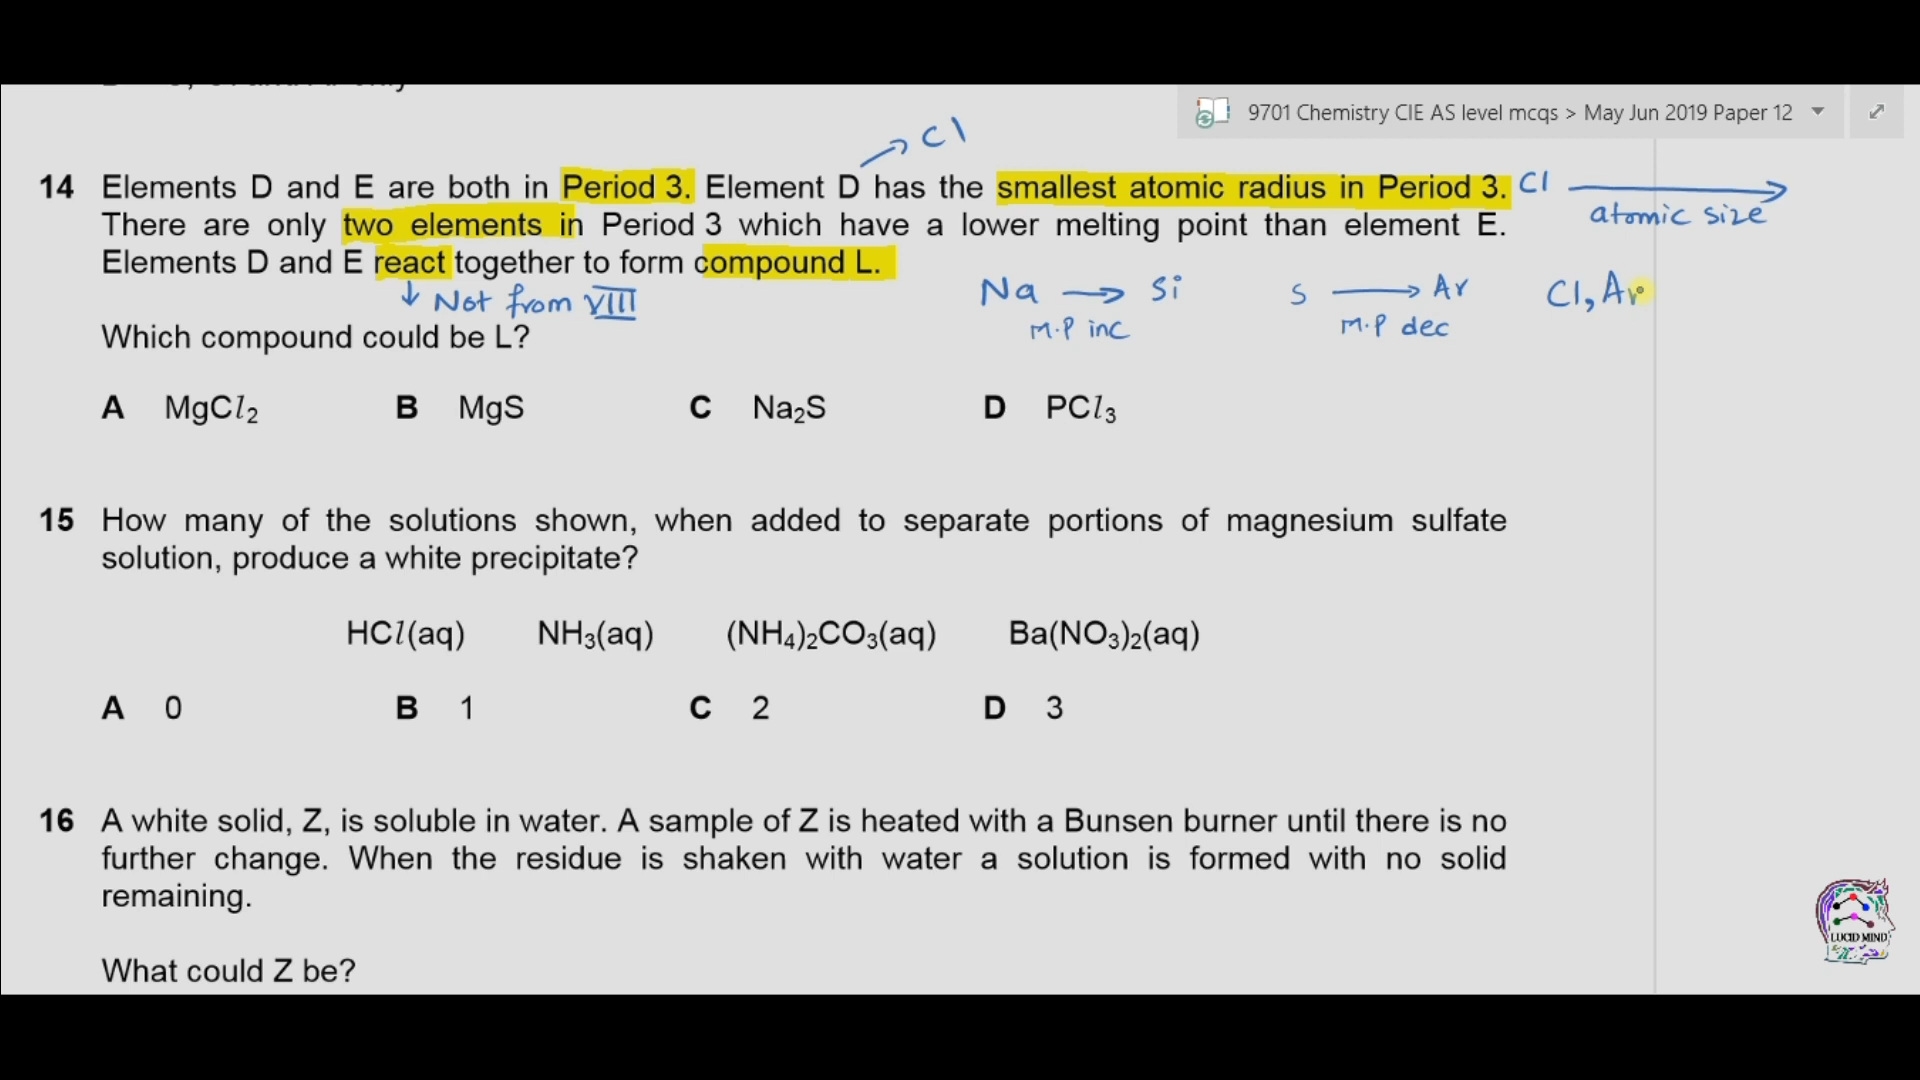 9701 Chemistry CIE AS level mcqs > May Jun 2019 Paper 12
Cl
14 Elements D and E are both in Period 3. Element D has the smallest atomic radius in Period 3. Cl
atomic size
There are only two elements in Period 3 which have a lower melting point than element E.
Elements D and E react together to form compound L.
Not from VIII Na → Si S → Ar Cl, Ar
M.P inc M.P dec
Which compound could be L?
A MgCl₂ B MgS C Na₂S D PCl₃
15 How many of the solutions shown, when added to separate portions of magnesium sulfate
solution, produce a white precipitate?
HCl(aq) NH₃(aq) (NH₄)₂CO₃(aq) Ba(NO₃)₂(aq)
A 0 B 1 C 2 D 3
16 A white solid, Z, is soluble in water. A sample of Z is heated with a Bunsen burner until there is no
further change. When the residue is shaken with water a solution is formed with no solid
remaining.
What could Z be?
LUCID MIND